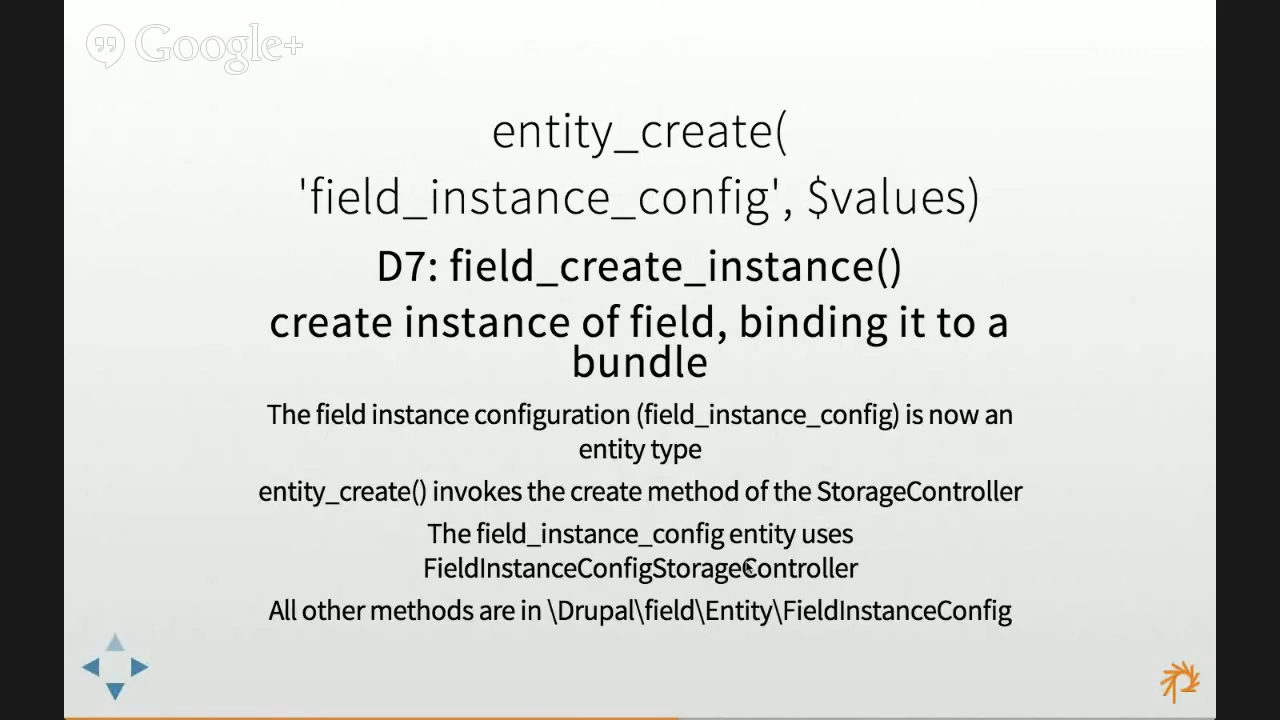 Google+
entity_create(
'field_instance_config', $values)
D7: field_create_instance()
create instance of field, binding it to a
bundle
The field instance configuration (field_instance_config) is now an
entity type
entity_create() invokes the create method of the StorageController
The field_instance_config entity uses
FieldInstanceConfigStorageController
All other methods are in \Drupal\field\Entity\FieldInstanceConfig